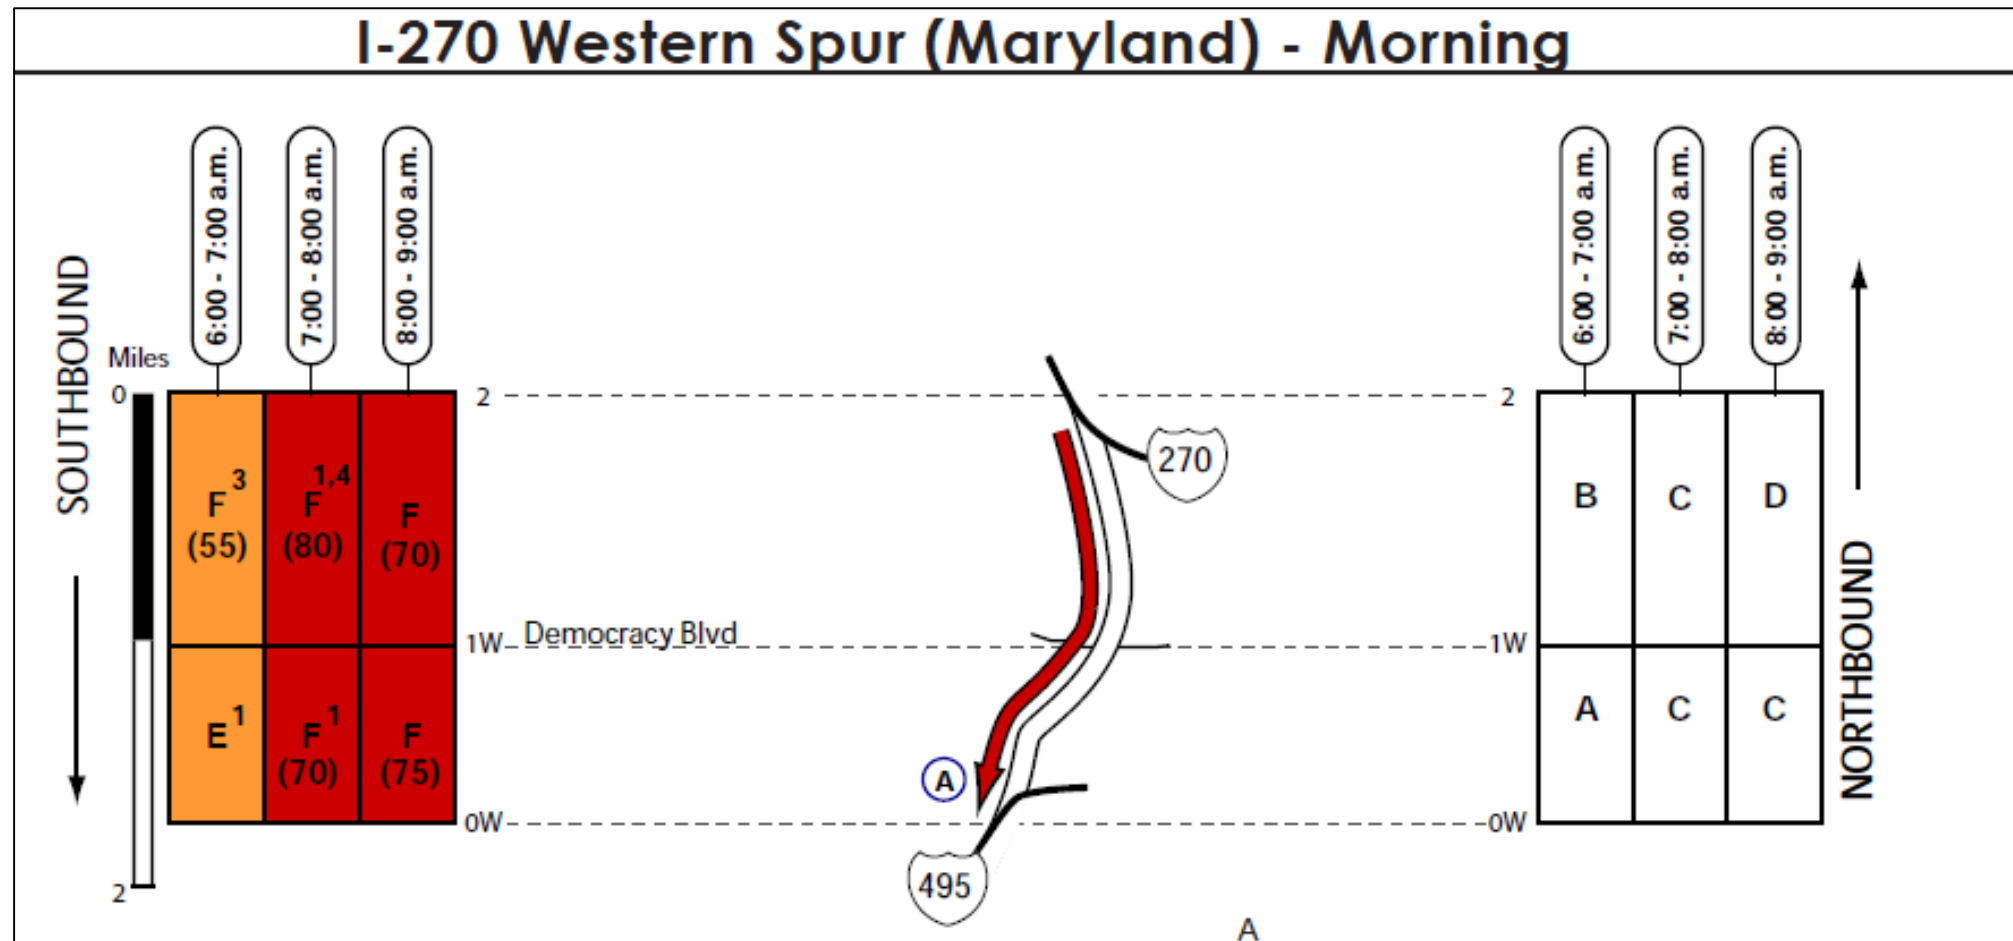 I-270 Western Spur (Maryland) - Morning
6:00 - 7:00 a.m.
7:00 - 8:00 a.m.
8:00 - 9:00 a.m.
6:00 - 7:00 a.m.
7:00 - 8:00 a.m.
8:00 - 9:00 a.m.
SOUTHBOUND
Miles
0
2
2
270
F 3
(55)
F 1,4
(80)
F
(70)
B
C
D
1W
Democracy Blvd
1W
NORTHBOUND
E 1
F 1
(70)
F
(75)
A
A
C
C
0W
0W
2
495
A